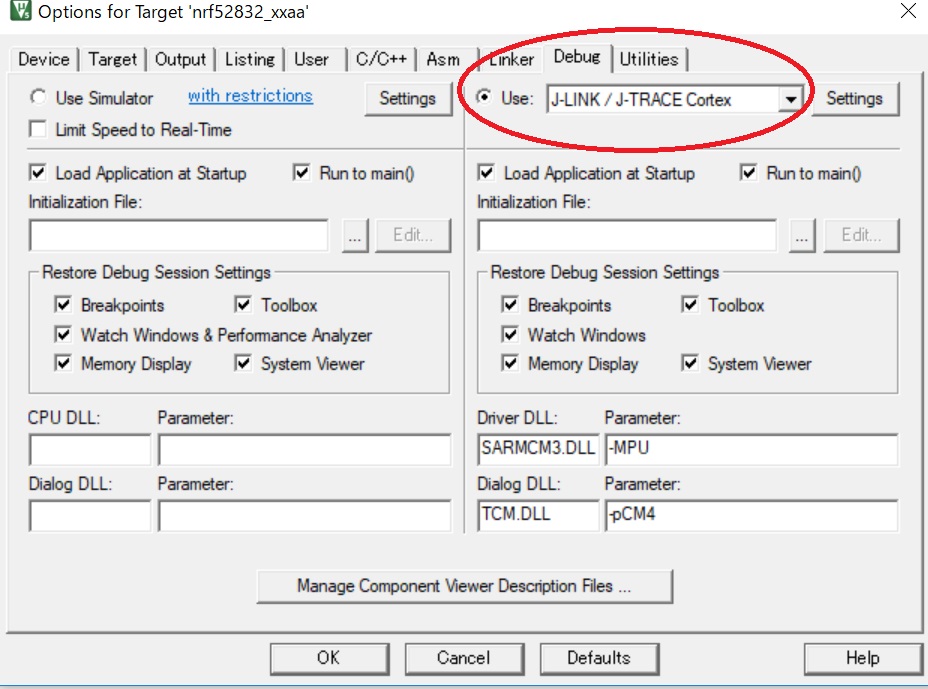 Options for Target 'nrf52832_xxaa'
Device Target Output Listing User C/C++ Asm Linker Debug Utilities
Use Simulator with restrictions Settings
Limit Speed to Real-Time
Use: J-LINK / J-TRACE Cortex Settings
Load Application at Startup Run to main()
Initialization File:
... Edit...
Restore Debug Session Settings
Breakpoints Toolbox
Watch Windows & Performance Analyzer
Memory Display System Viewer
CPU DLL: Parameter:
Dialog DLL: Parameter:
Load Application at Startup Run to main()
Initialization File:
... Edit...
Restore Debug Session Settings
Breakpoints Toolbox
Watch Windows
Memory Display System Viewer
Driver DLL: Parameter:
SARMCM3.DLL -MPU
Dialog DLL: Parameter:
TCM.DLL -pCM4
Manage Component Viewer Description Files ...
OK Cancel Defaults Help